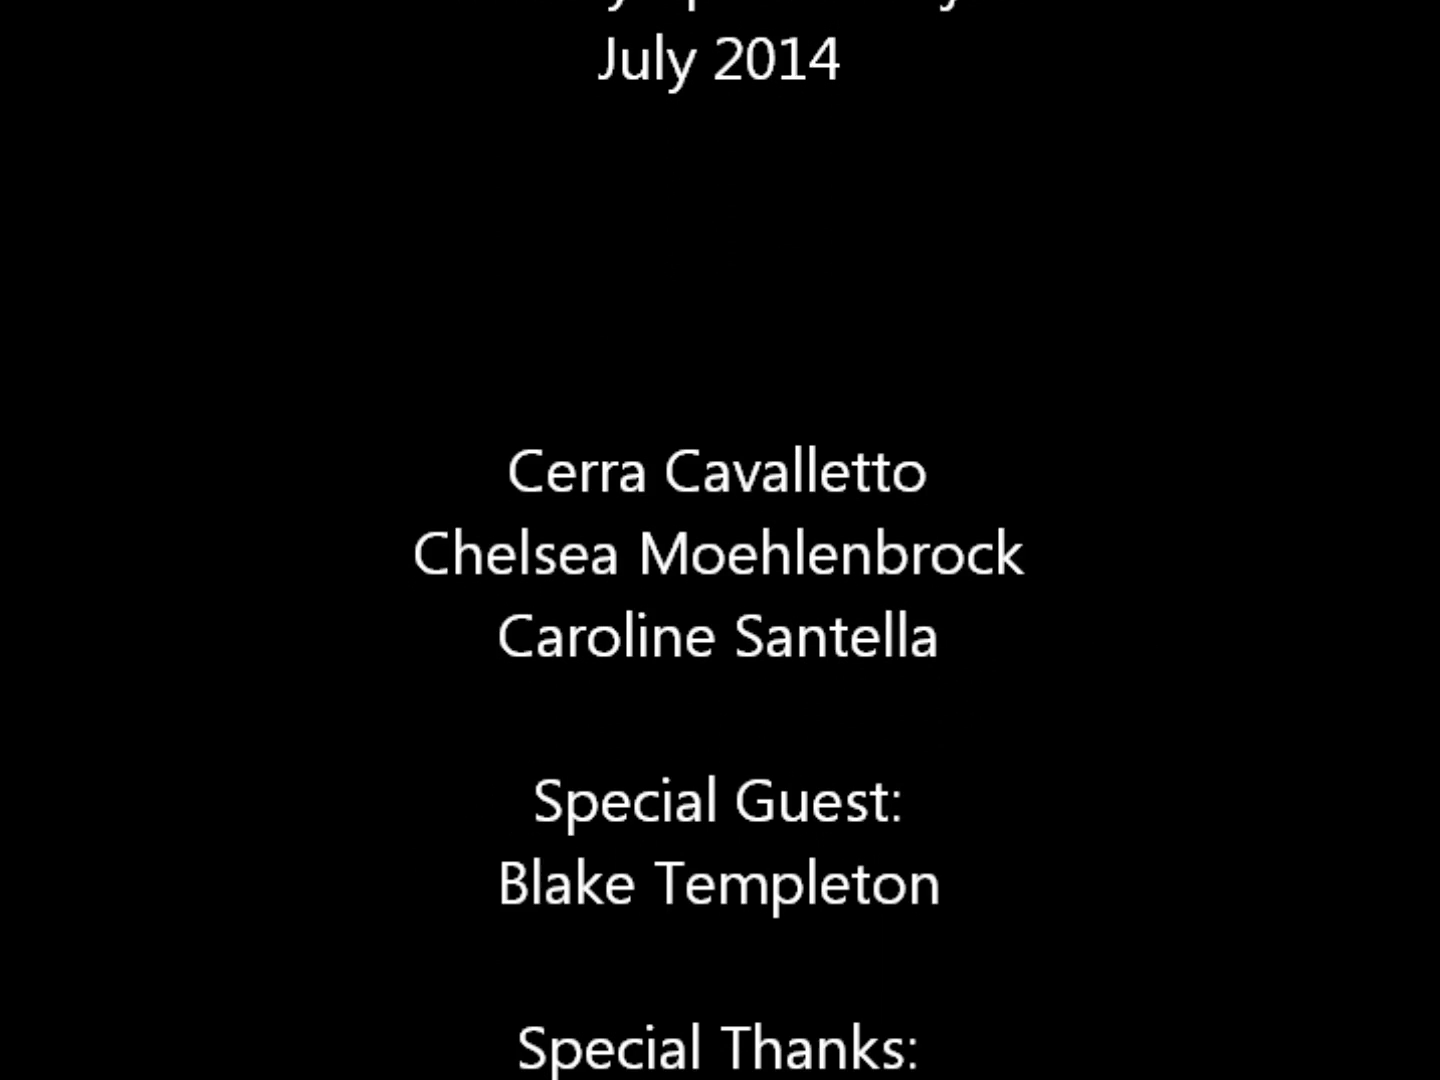 July 2014
Cerra Cavalletto
Chelsea Moehlenbrock
Caroline Santella
Special Guest:
Blake Templeton
Special Thanks: